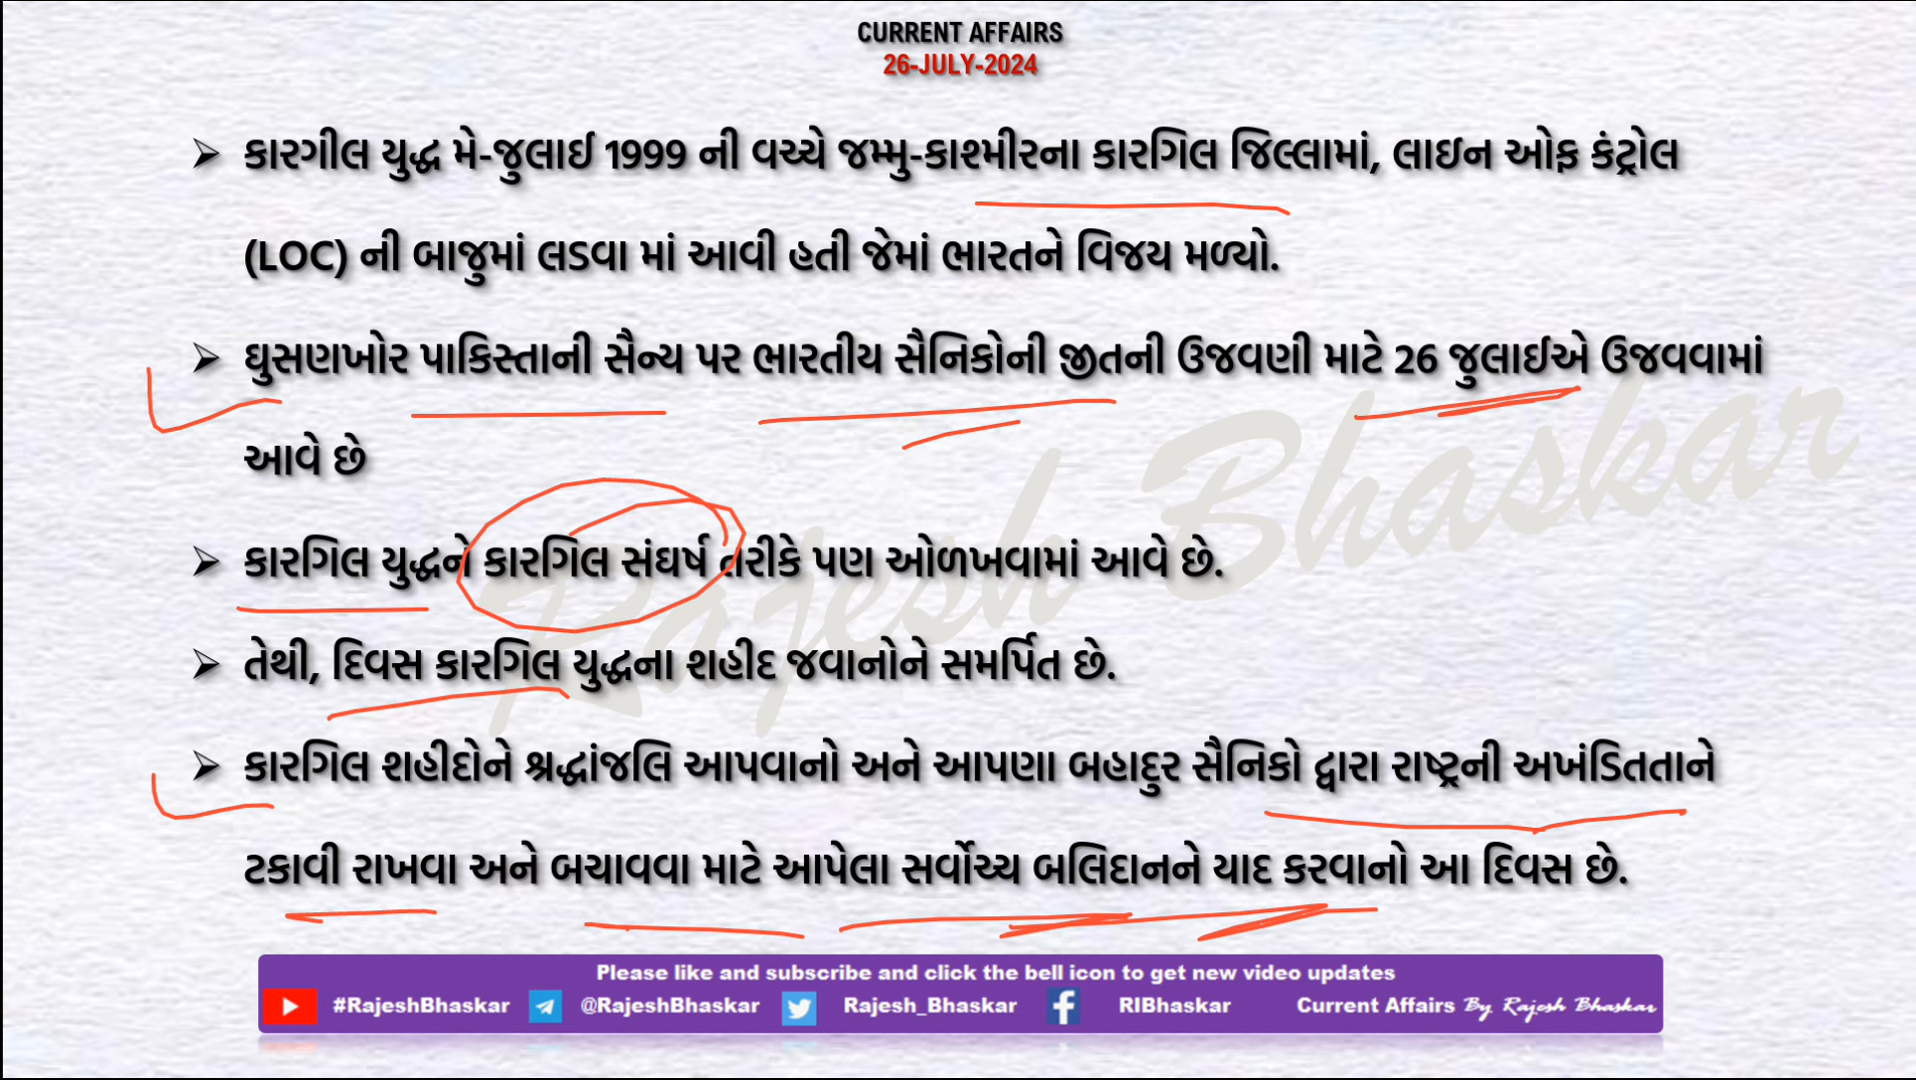 CURRENT AFFAIRS
26-JULY-2024
➢ કારગીલ યુદ્ધ મે-જુલાઈ 1999 ની વચ્ચે જમ્મુ-કાશ્મીરના કારગિલ જિલ્લામાં, લાઇન ઓફ કંટ્રોલ
(LOC) ની બાજુમાં લડવા માં આવી હતી જેમાં ભારતને વિજય મળ્યો.
➢ ઘુસણખોર પાકિસ્તાની સૈન્ય પર ભારતીય સૈનિકોની જીતની ઉજવણી માટે 26 જુલાઈએ ઉજવવામાં
આવે છે
➢ કારગિલ યુદ્ધને કારગિલ સંઘર્ષ તરીકે પણ ઓળખવામાં આવે છે.
➢ તેથી, દિવસ કારગિલ યુદ્ધના શહીદ જવાનોને સમર્પિત છે.
➢ કારગિલ શહીદોને શ્રદ્ધાંજલિ આપવાનો અને આપણા બહાદુર સૈનિકો દ્વારા રાષ્ટ્રની અખંડિતતાને
ટકાવી રાખવા અને બચાવવા માટે આપેલા સર્વોચ્ચ બલિદાનને યાદ કરવાનો આ દિવસ છે.
Rajesh Bhaskar
Please like and subscribe and click the bell icon to get new video updates
#RajeshBhaskar @RajeshBhaskar Rajesh_Bhaskar RIBhaskar Current Affairs By Rajesh Bhaskar